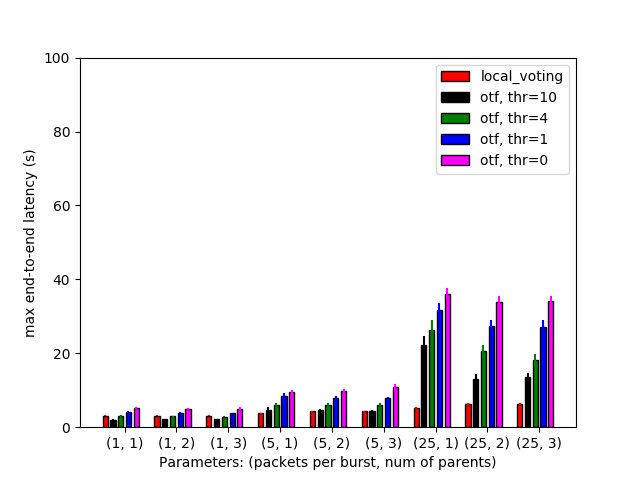 100
80
60
40
20
0
max end-to-end latency (s)
local_voting
otf, thr=10
otf, thr=4
otf, thr=1
otf, thr=0
(1, 1) (1, 2) (1, 3) (5, 1) (5, 2) (5, 3) (25, 1) (25, 2) (25, 3)
Parameters: (packets per burst, num of parents)